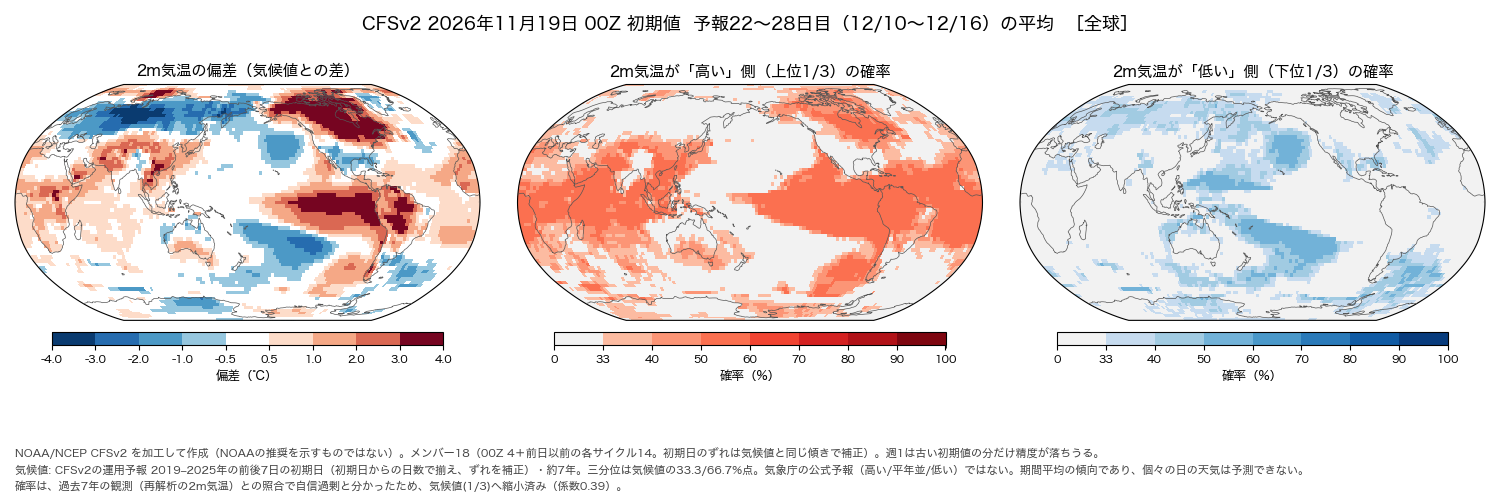 CFSv2 2026年11月19日 00Z 初期値 予報22～28日目（12/10～12/16）の平均 ［全球］
2m気温の偏差（気候値との差）
2m気温が「高い」側（上位1/3）の確率
2m気温が「低い」側（下位1/3）の確率
-4.0 -3.0 -2.0 -1.0 -0.5 0.5 1.0 2.0 3.0 4.0
偏差（℃）
0 33 40 50 60 70 80 90 100
確率（%）
0 33 40 50 60 70 80 90 100
確率（%）
NOAA/NCEP CFSv2 を加工して作成（NOAAの推奨を示すものではない）。メンバー18（00Z 4＋前日以前の各サイクル14。初期日のずれは気候値と同じ傾きで補正）。週1は古い初期値の分だけ精度が落ちうる。
気候値: CFSv2の運用予報 2019–2025年の前後7日の初期日（初期日からの日数で揃え、ずれを補正）・約7年。三分位は気候値の33.3/66.7%点。気象庁の公式予報（高い/平年並/低い）ではない。期間平均の傾向であり、個々の日の天気は予測できない。
確率は、過去7年の観測（再解析の2m気温）との照合で自信過剰と分かったため、気候値(1/3)へ縮小済み（係数0.39）。